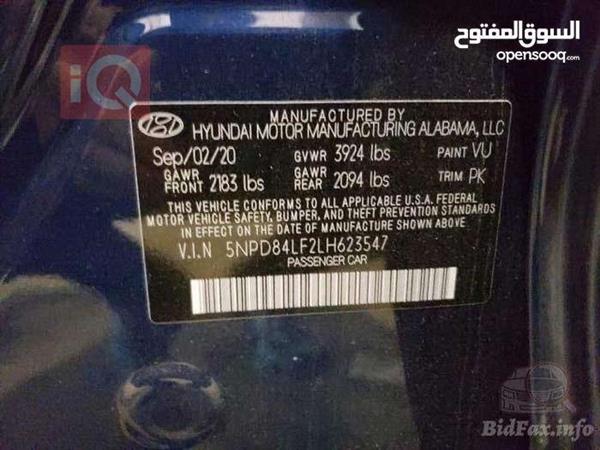 السوق المفتوح
opensooq.com
iQ
MANUFACTURED BY
HYUNDAI MOTOR MANUFACTURING ALABAMA, LLC
Sep/02/20 GVWR 3924 lbs PAINT VU
GAWR FRONT 2183 lbs GAWR REAR 2094 lbs TRIM PK
THIS VEHICLE CONFORMS TO ALL APPLICABLE U.S.A. FEDERAL
MOTOR VEHICLE SAFETY, BUMPER, AND THEFT PREVENTION STANDARDS
IN EFFECT ON THE DATE OF MANUFACTURE SHOWN ABOVE.
V.I.N 5NPD84LF2LH623547
PASSENGER CAR
BidFax.info